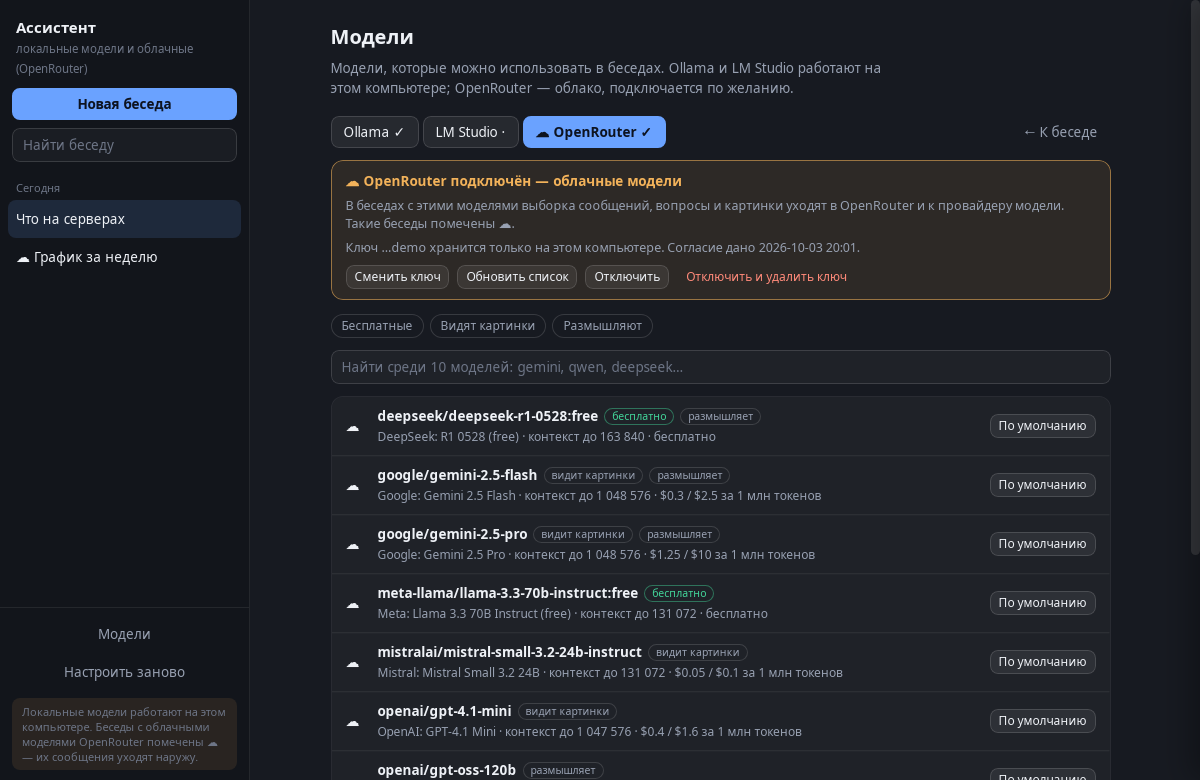 Ассистент
локальные модели и облачные
(OpenRouter)
Новая беседа
Найти беседу
Сегодня
Что на серверах
☁ График за неделю
Модели
Настроить заново
Локальные модели работают на этом
компьютере. Беседы с облачными
моделями OpenRouter помечены ☁
— их сообщения уходят наружу.
Модели
Модели, которые можно использовать в беседах. Ollama и LM Studio работают на
этом компьютере; OpenRouter — облако, подключается по желанию.
Ollama ✓
LM Studio ·
☁ OpenRouter ✓
← К беседе
☁ OpenRouter подключён — облачные модели
В беседах с этими моделями выборка сообщений, вопросы и картинки уходят в OpenRouter и к провайдеру модели.
Такие беседы помечены ☁.
Ключ …demo хранится только на этом компьютере. Согласие дано 2026-10-03 20:01.
Сменить ключ
Обновить список
Отключить
Отключить и удалить ключ
Бесплатные
Видят картинки
Размышляют
Найти среди 10 моделей: gemini, qwen, deepseek…
☁ deepseek/deepseek-r1-0528:free бесплатно размышляет
DeepSeek: R1 0528 (free) · контекст до 163 840 · бесплатно
По умолчанию
☁ google/gemini-2.5-flash видит картинки размышляет
Google: Gemini 2.5 Flash · контекст до 1 048 576 · $0.3 / $2.5 за 1 млн токенов
По умолчанию
☁ google/gemini-2.5-pro видит картинки размышляет
Google: Gemini 2.5 Pro · контекст до 1 048 576 · $1.25 / $10 за 1 млн токенов
По умолчанию
☁ meta-llama/llama-3.3-70b-instruct:free бесплатно
Meta: Llama 3.3 70B Instruct (free) · контекст до 131 072 · бесплатно
По умолчанию
☁ mistralai/mistral-small-3.2-24b-instruct видит картинки
Mistral: Mistral Small 3.2 24B · контекст до 131 072 · $0.05 / $0.1 за 1 млн токенов
По умолчанию
☁ openai/gpt-4.1-mini видит картинки
OpenAI: GPT-4.1 Mini · контекст до 1 047 576 · $0.4 / $1.6 за 1 млн токенов
По умолчанию
openai/gpt-oss-120b размышляет
По умолчанию